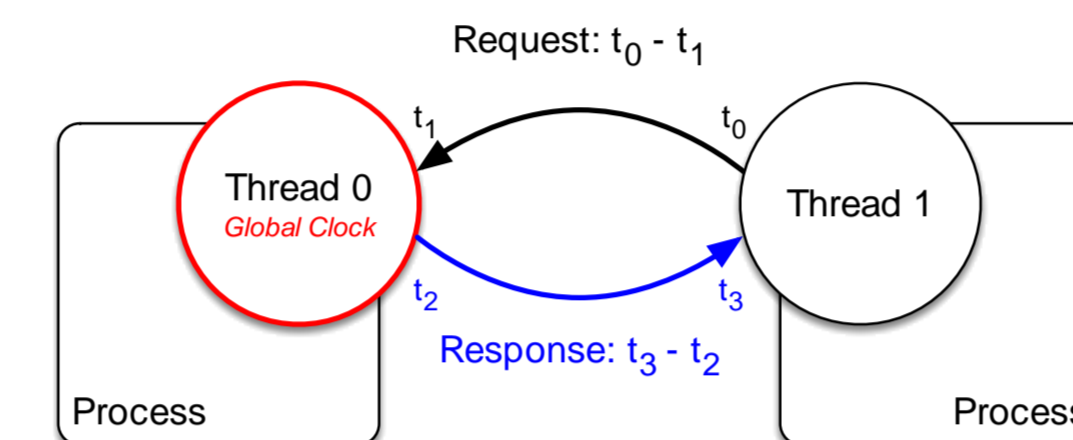 Request: t0 - t1
t1
t0
Thread 0
Global Clock
Thread 1
t2
t3
Response: t3 - t2
Process
Process